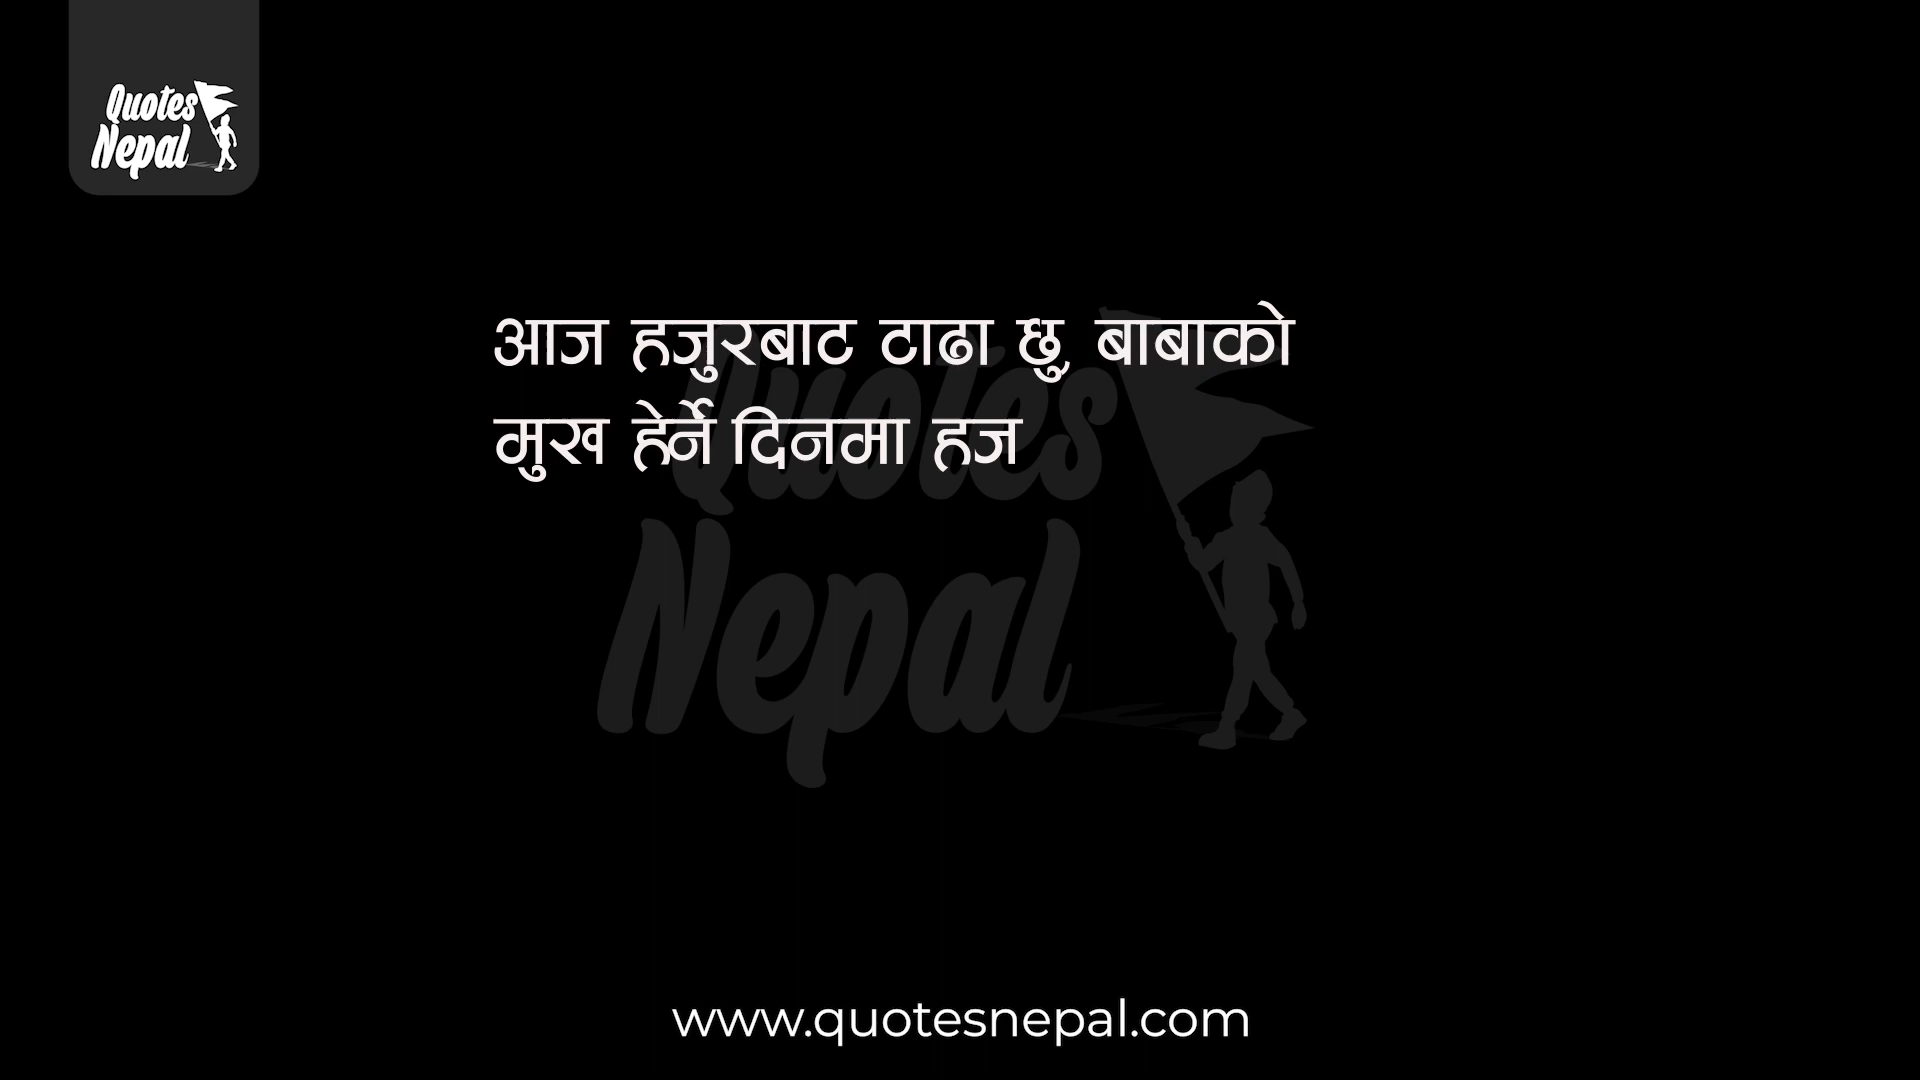 Quotes
Nepal
आज हजुरबाट टाढा छु, बाबाको
मुख हेर्ने दिनमा हज
Quotes
Nepal
www.quotesnepal.com